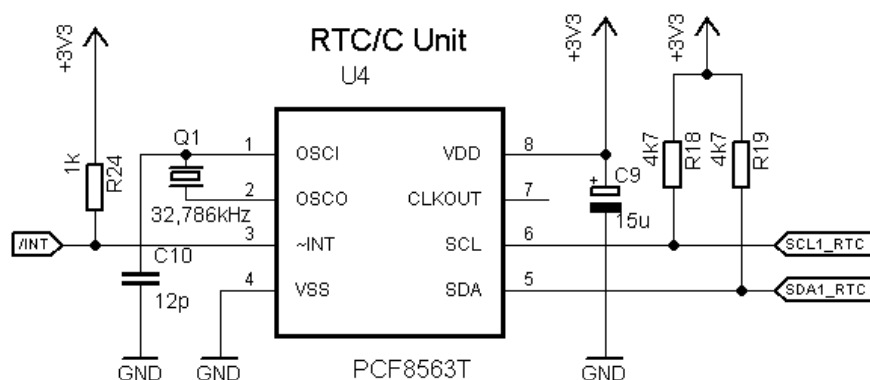 RTC/C Unit
U4
+3V3
+3V3
+3V3
1k
R24
Q1
32,786kHz
1
2
3
4
OSCI
OSCO
~INT
VSS
VDD
CLKOUT
SCL
SDA
8
7
6
5
C9
+
15u
4k7
R18
4k7
R19
/INT
C10
12p
SCL1_RTC
SDA1_RTC
GND
GND
PCF8563T
GND